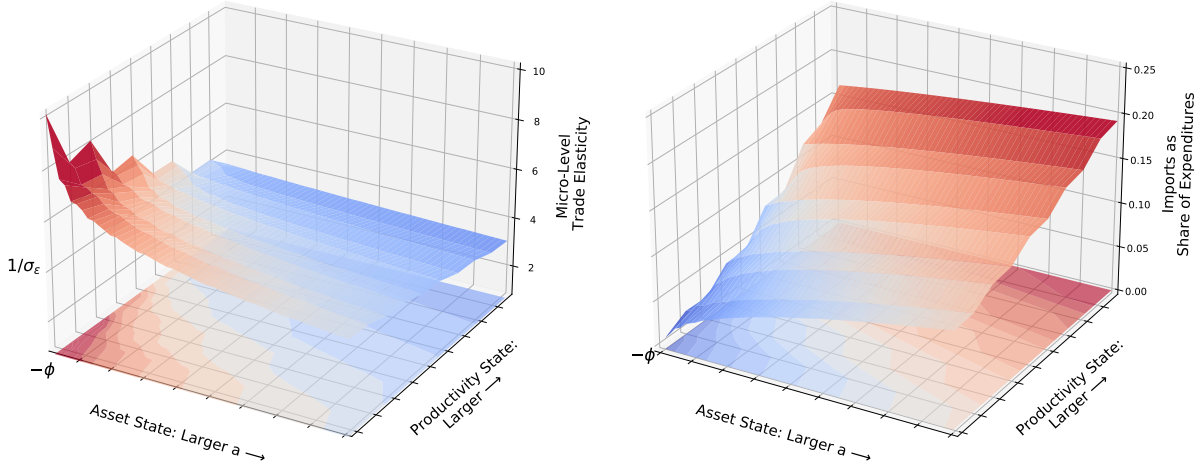 10
8
6
4
2
Micro-Level
Trade Elasticity
1/σ_ε
−ϕ
Asset State: Larger a ⟶
Productivity State:
Larger ⟶
0.25
0.20
0.15
0.10
0.05
0.00
Imports as
Share of Expenditures
−ϕ
Asset State: Larger a ⟶
Productivity State:
Larger ⟶